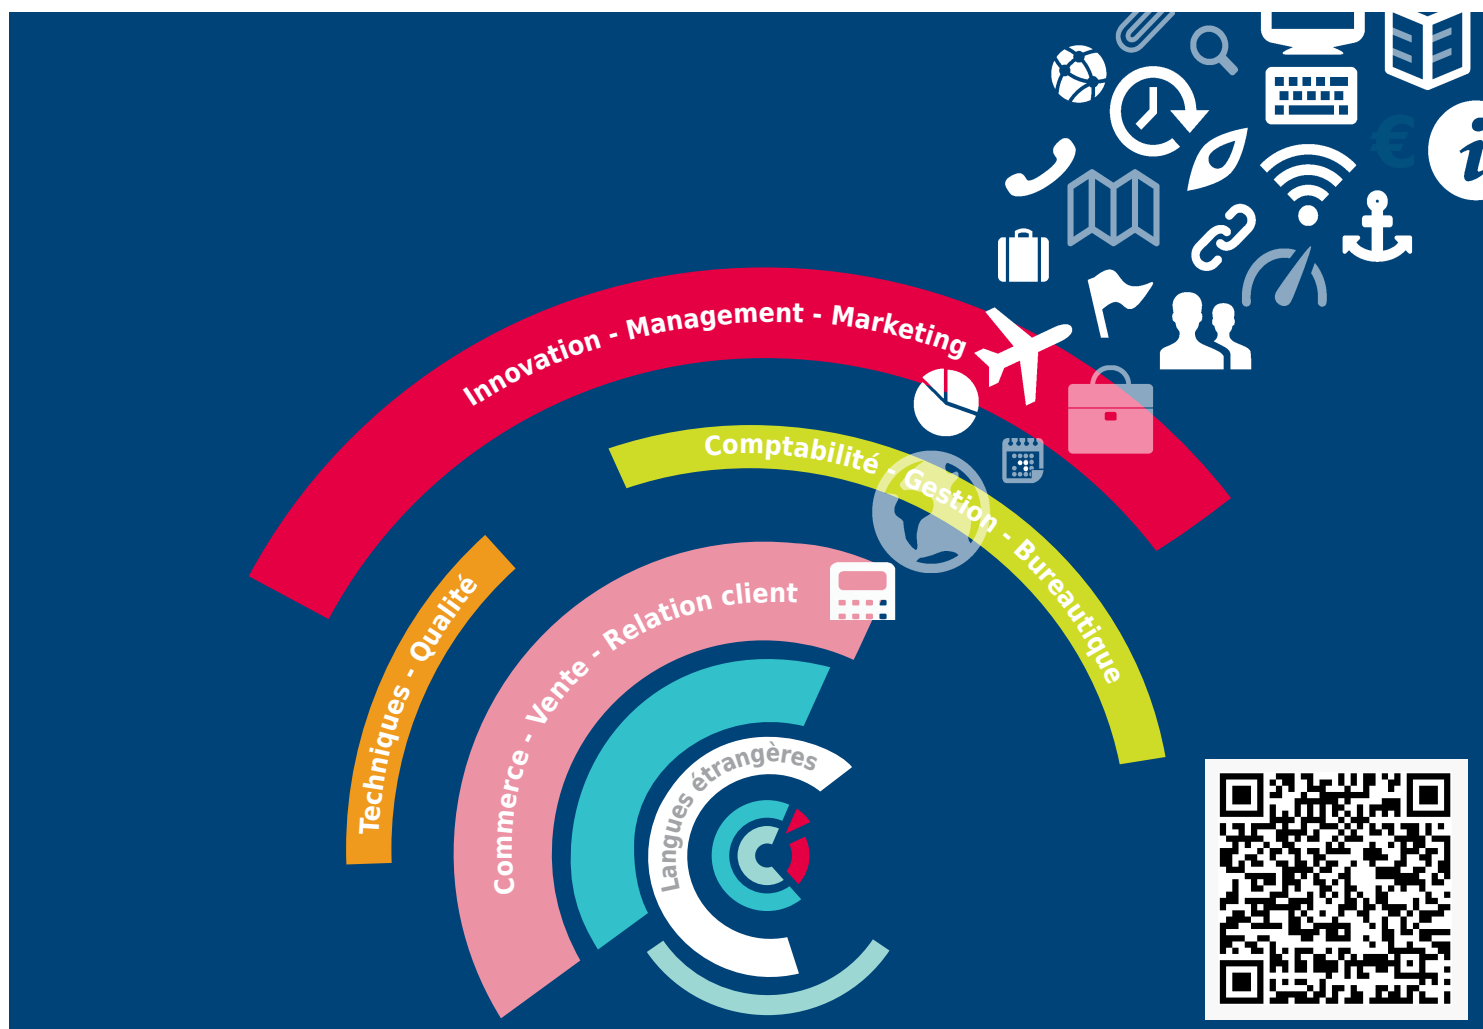 Innovation - Management - Marketing
Comptabilité - Gestion - Bureautique
Techniques - Qualité
Commerce - Vente - Relation client
Langues étrangères